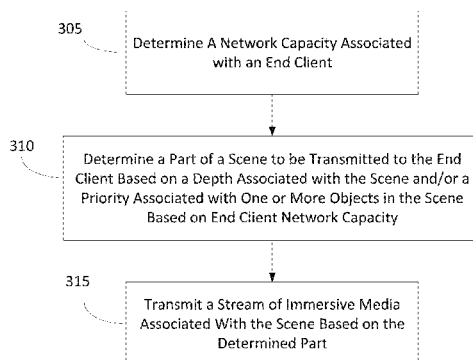 305
Determine A Network Capacity Associated
with an End Client
310
Determine a Part of a Scene to be Transmitted to the End
Client Based on a Depth Associated with the Scene and/or a
Priority Associated with One or More Objects in the Scene
Based on End Client Network Capacity
315
Transmit a Stream of Immersive Media
Associated With the Scene Based on the
Determined Part